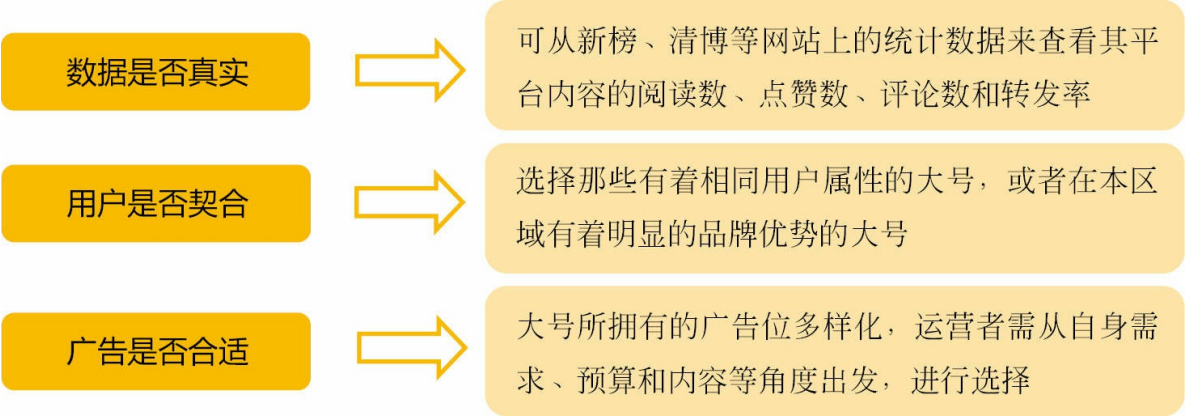 数据是否真实
可从新榜、清博等网站上的统计数据来查看其平
台内容的阅读数、点赞数、评论数和转发率
用户是否契合
选择那些有着相同用户属性的大号，或者在本区
域有着明显的品牌优势的大号
广告是否合适
大号所拥有的广告位多样化，运营者需从自身需
求、预算和内容等角度出发，进行选择